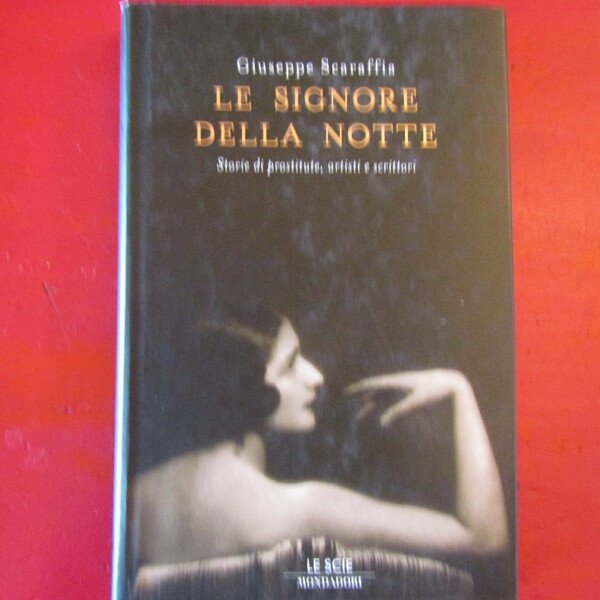 Giuseppe Scaraffia
LE SIGNORE
DELLA NOTTE
Storie di prostitute, artisti e scrittori
LE SCIE
MONDADORI